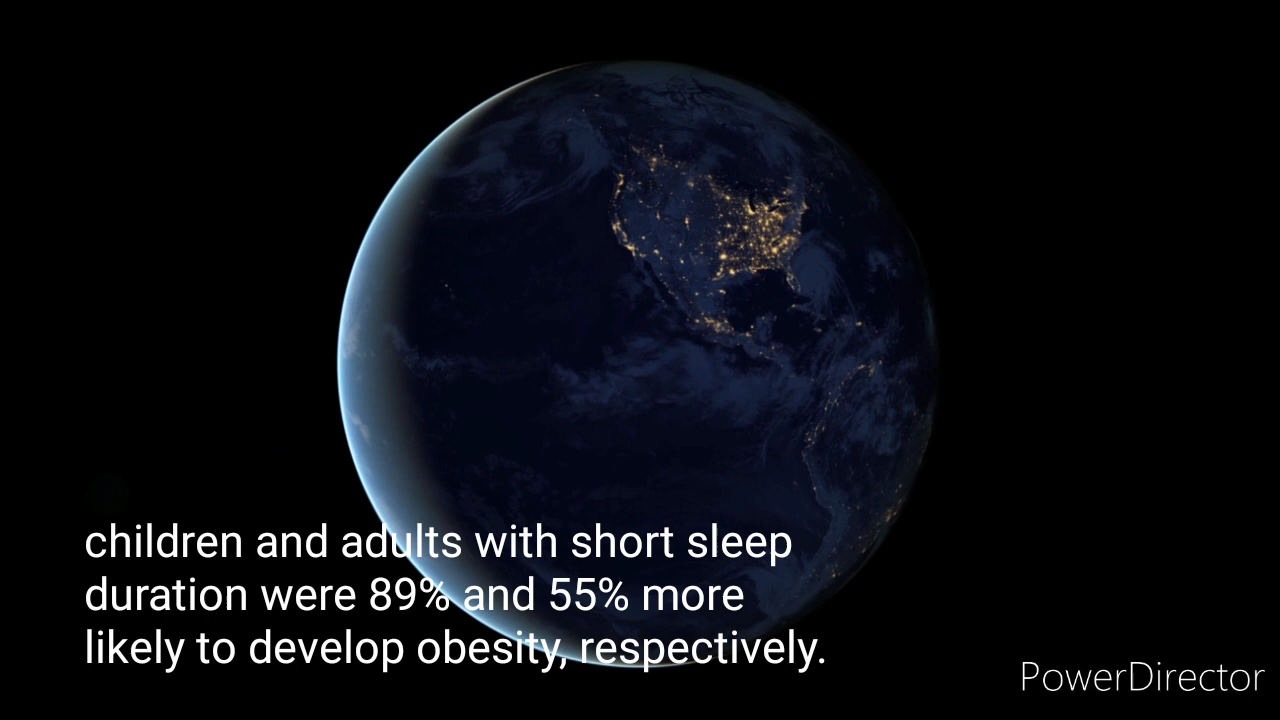 children and adults with short sleep
duration were 89% and 55% more
likely to develop obesity, respectively.
PowerDirector